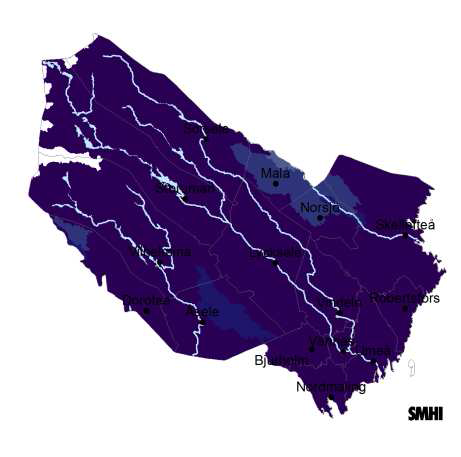 Sorsele
Malå
Storuman
Norsjö
Skellefteå
Vilhelmina
Lycksele
Dorotea
Åsele
Vindeln
Robertsfors
Vännäs
Umeå
Bjurholm
Nordmaling
SMHI